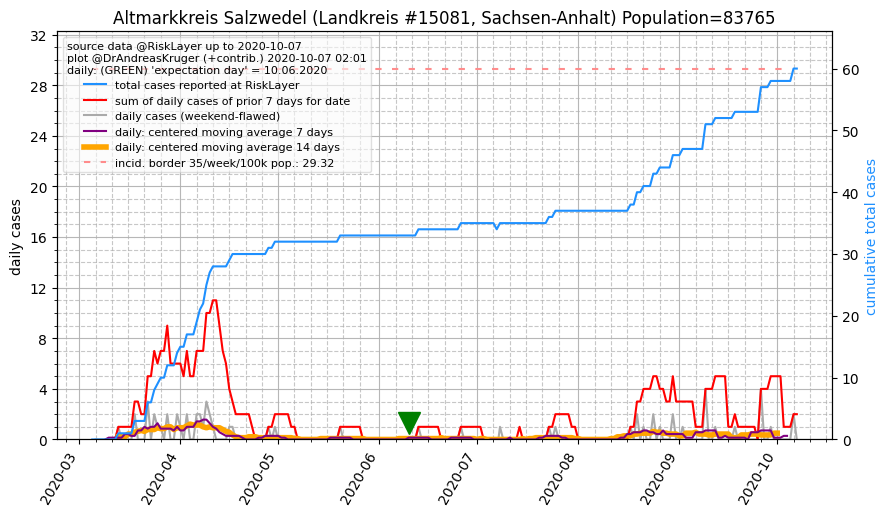 Altmarkkreis Salzwedel (Landkreis #15081, Sachsen-Anhalt) Population=83765
source data @RiskLayer up to 2020-10-07
plot @DrAndreasKruger (+contrib.) 2020-10-07 02:01
daily: (GREEN) 'expectation day' = 10.06.2020
total cases reported at RiskLayer
sum of daily cases of prior 7 days for date
daily cases (weekend-flawed)
daily: centered moving average 7 days
daily: centered moving average 14 days
incid. border 35/week/100k pop.: 29.32
daily cases
32
28
24
20
16
12
8
4
0
cumulative total cases
60
50
40
30
20
10
0
2020-03
2020-04
2020-05
2020-06
2020-07
2020-08
2020-09
2020-10